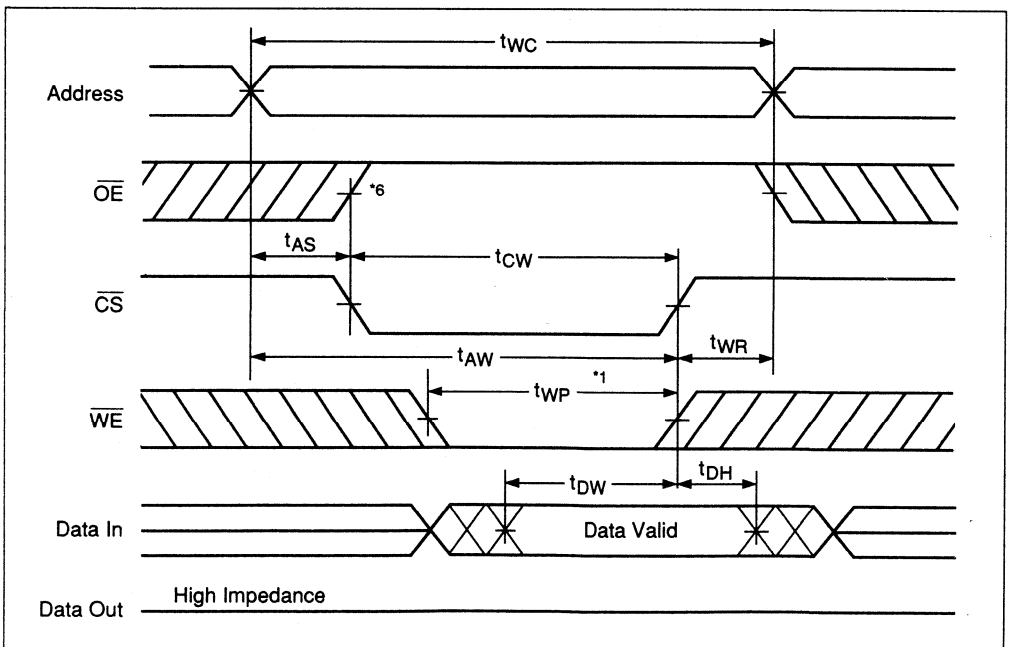 tWC
Address
OE
*6
tAS
tCW
CS
tWR
tAW
*1
tWP
WE
tDW
tDH
Data In
Data Valid
High Impedance
Data Out